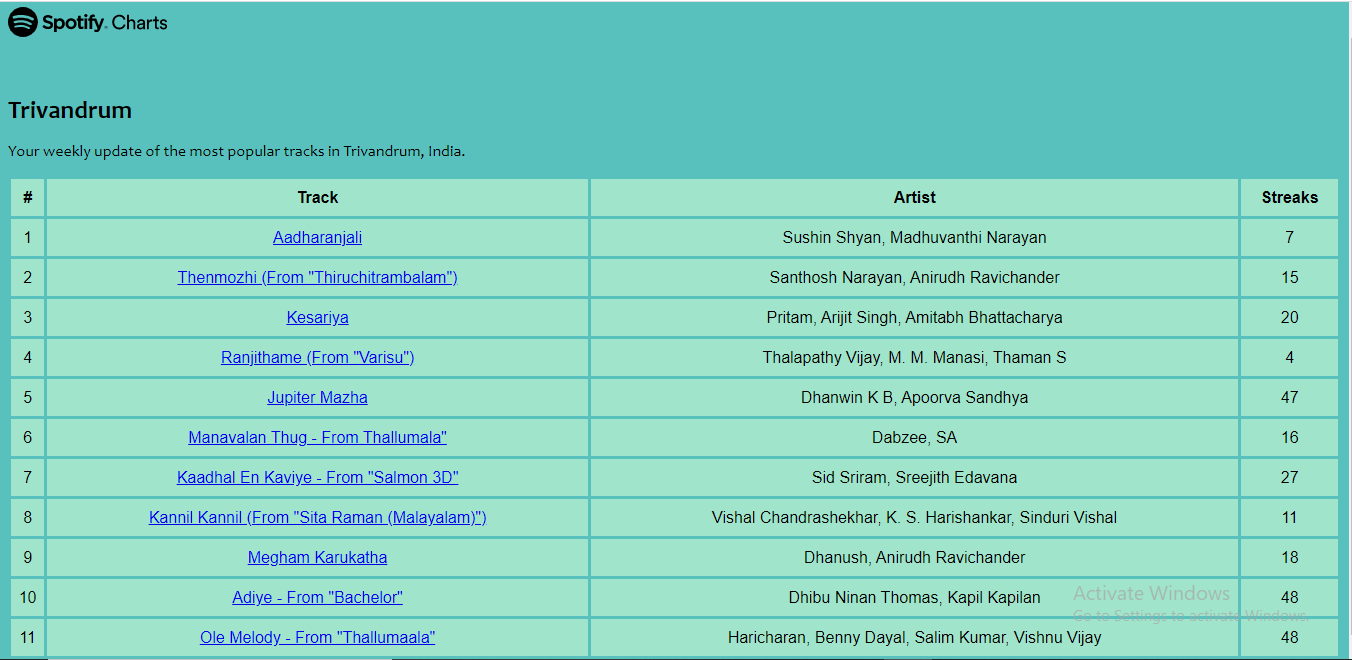 Spotify Charts
Trivandrum
Your weekly update of the most popular tracks in Trivandrum, India.
# Track Artist Streaks
1 Aadharanjali Sushin Shyan, Madhuvanthi Narayan 7
2 Thenmozhi (From "Thiruchitrambalam") Santhosh Narayan, Anirudh Ravichander 15
3 Kesariya Pritam, Arijit Singh, Amitabh Bhattacharya 20
4 Ranjithame (From "Varisu") Thalapathy Vijay, M. M. Manasi, Thaman S 4
5 Jupiter Mazha Dhanwin K B, Apoorva Sandhya 47
6 Manavalan Thug - From Thallumala" Dabzee, SA 16
7 Kaadhal En Kaviye - From "Salmon 3D" Sid Sriram, Sreejith Edavana 27
8 Kannil Kannil (From "Sita Raman (Malayalam)") Vishal Chandrashekhar, K. S. Harishankar, Sinduri Vishal 11
9 Megham Karukatha Dhanush, Anirudh Ravichander 18
10 Adiye - From "Bachelor" Dhibu Ninan Thomas, Kapil Kapilan 48
11 Ole Melody - From "Thallumaala" Haricharan, Benny Dayal, Salim Kumar, Vishnu Vijay 48
Activate Windows
Go to Settings to activate Windows.